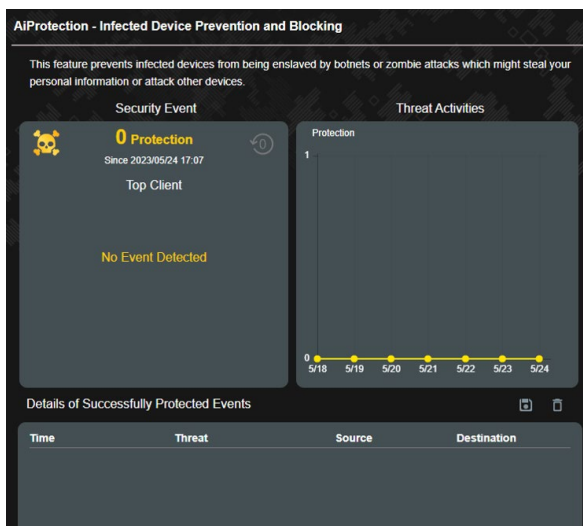 AiProtection - Infected Device Prevention and Blocking
This feature prevents infected devices from being enslaved by botnets or zombie attacks which might steal your
personal information or attack other devices.
Security Event
0 Protection
0
Since 2023/05/24 17:07
Top Client
No Event Detected
Threat Activities
Protection
1
0
5/18 5/19 5/20 5/21 5/22 5/23 5/24
Details of Successfully Protected Events
Time Threat Source Destination